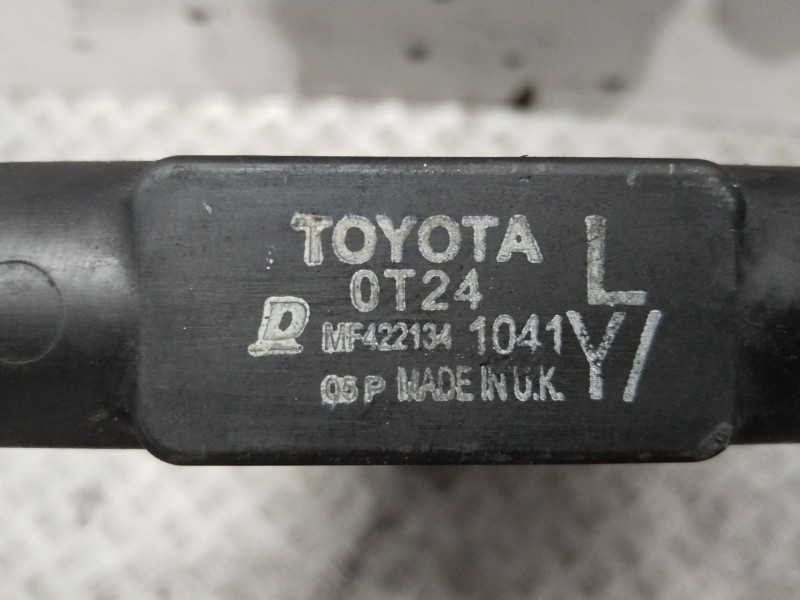 TOYOTA L
0T24
D MF422134 1041 Y/
05 P MADE IN U.K.